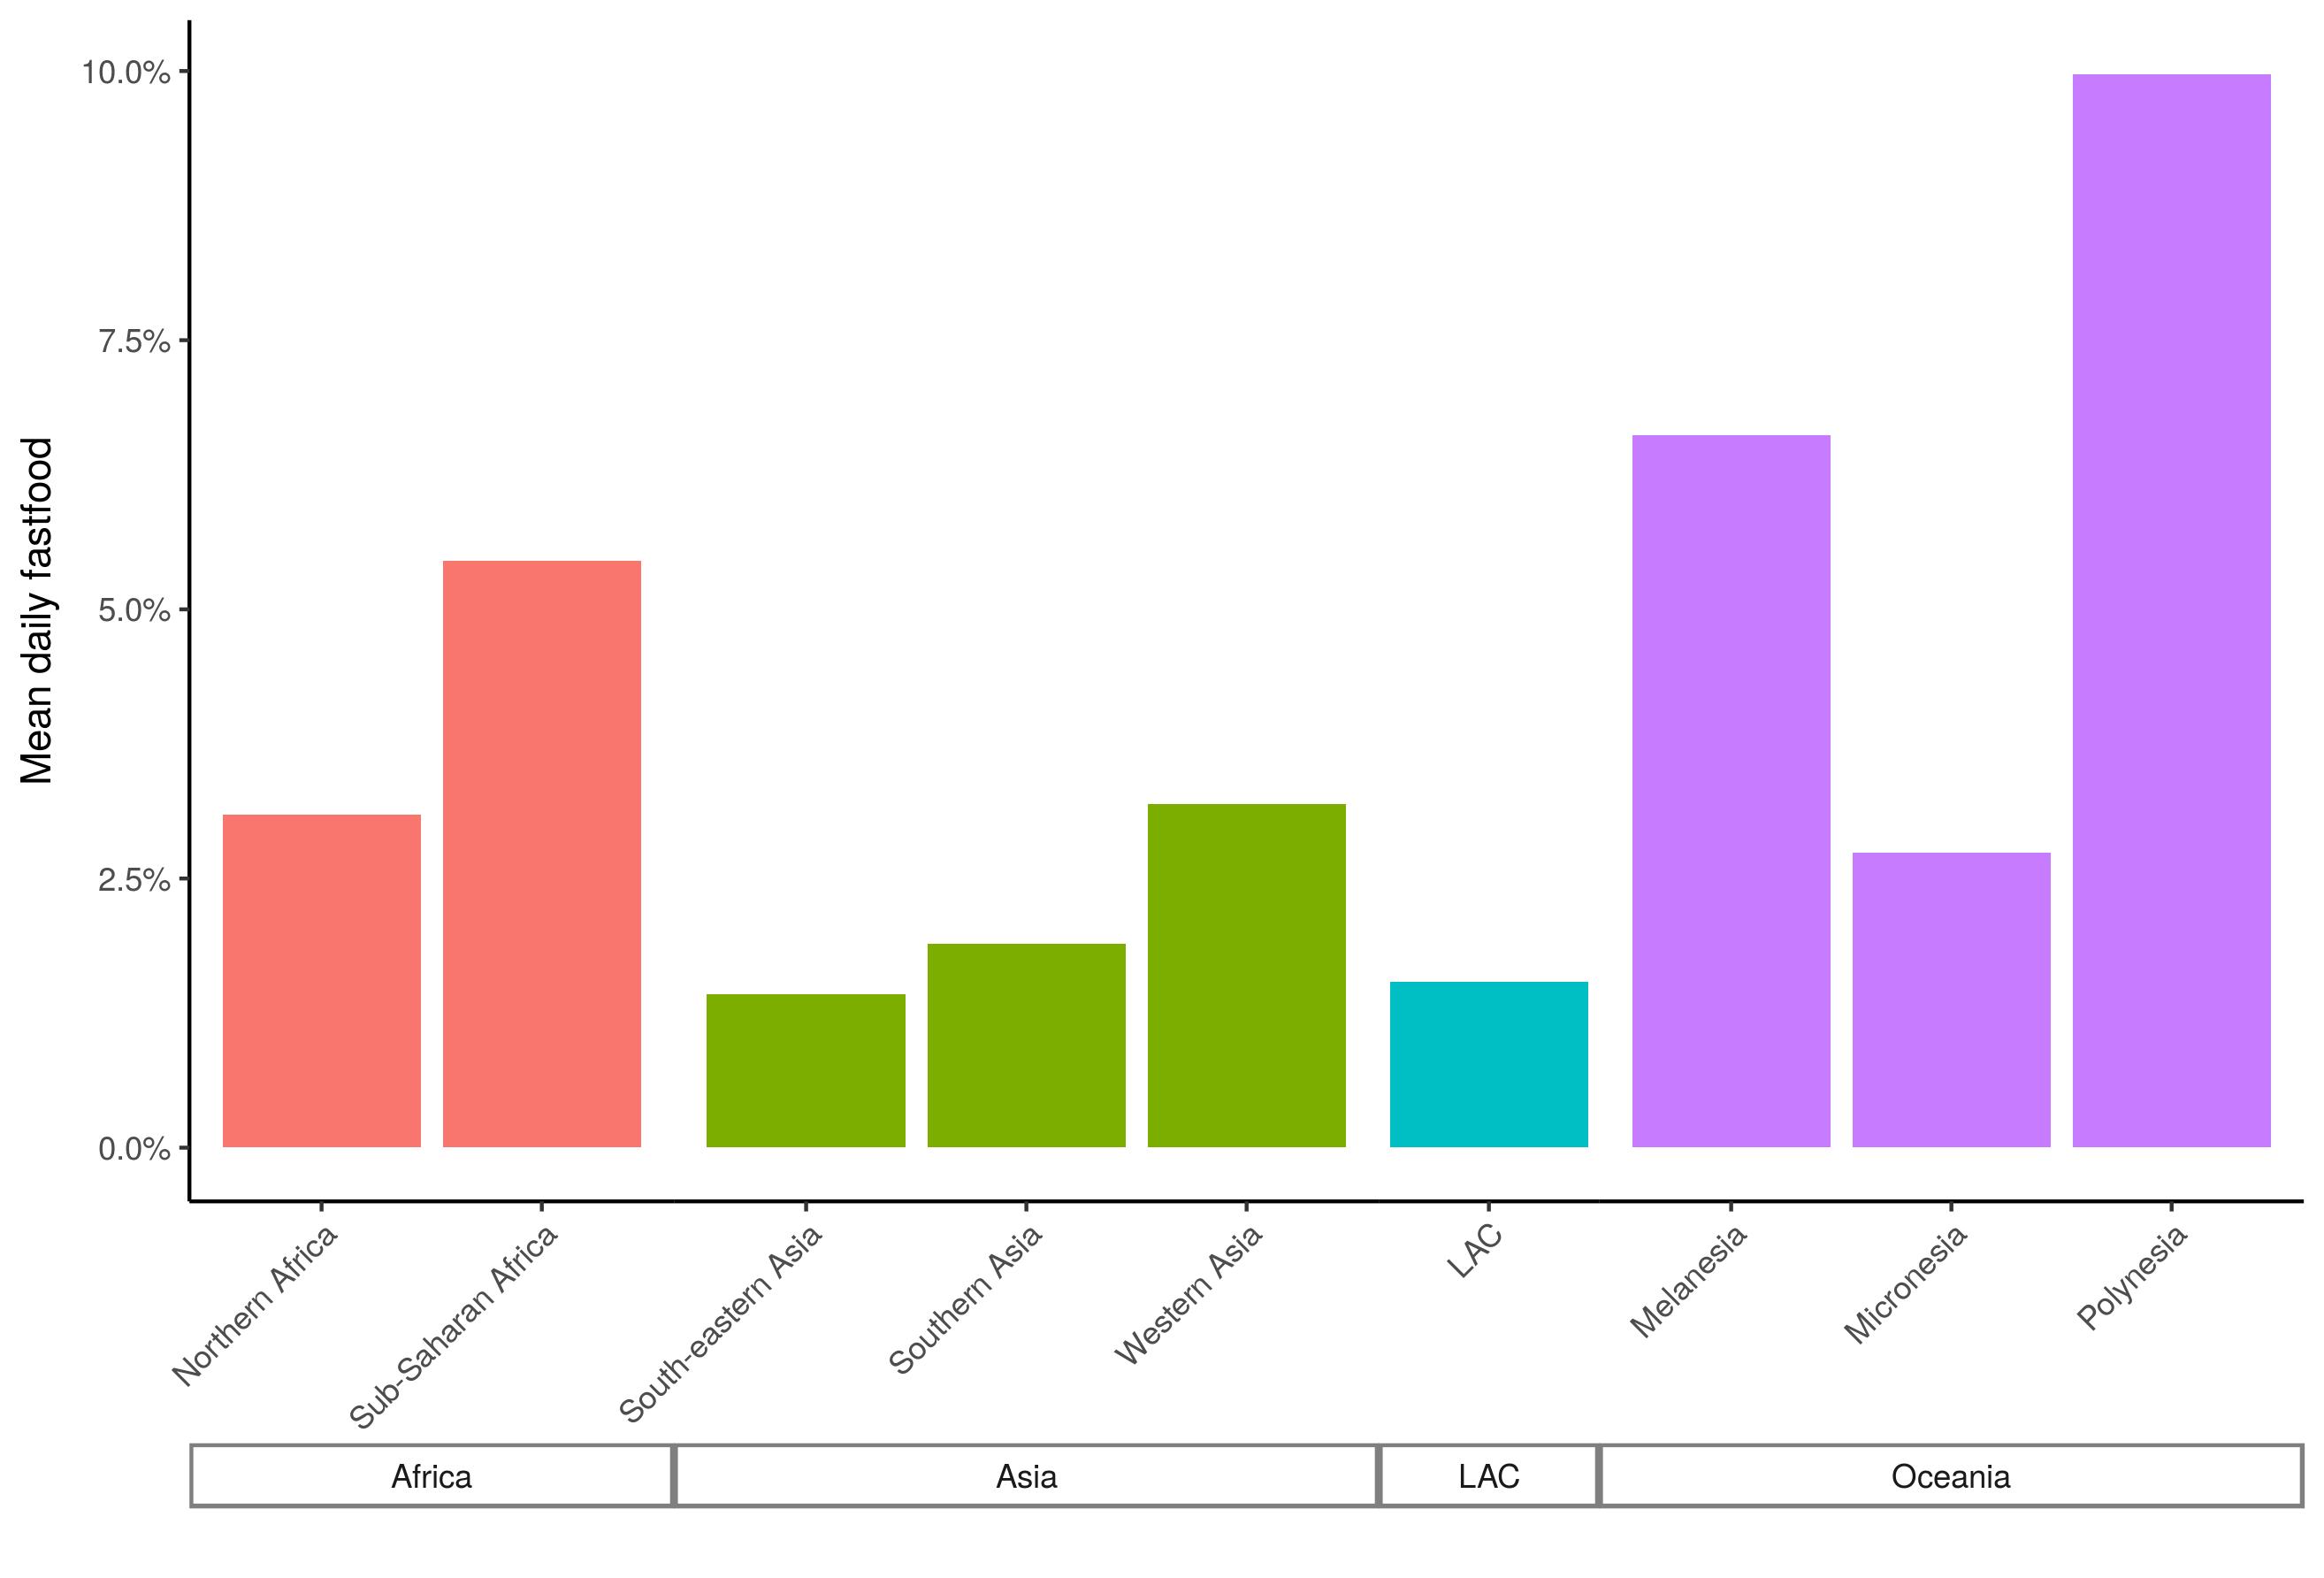 Mean daily fastfood
10.0%
7.5%
5.0%
2.5%
0.0%
Northern Africa
Sub-Saharan Africa
South-eastern Asia
Southern Asia
Western Asia
LAC
Melanesia
Micronesia
Polynesia
Africa
Asia
LAC
Oceania